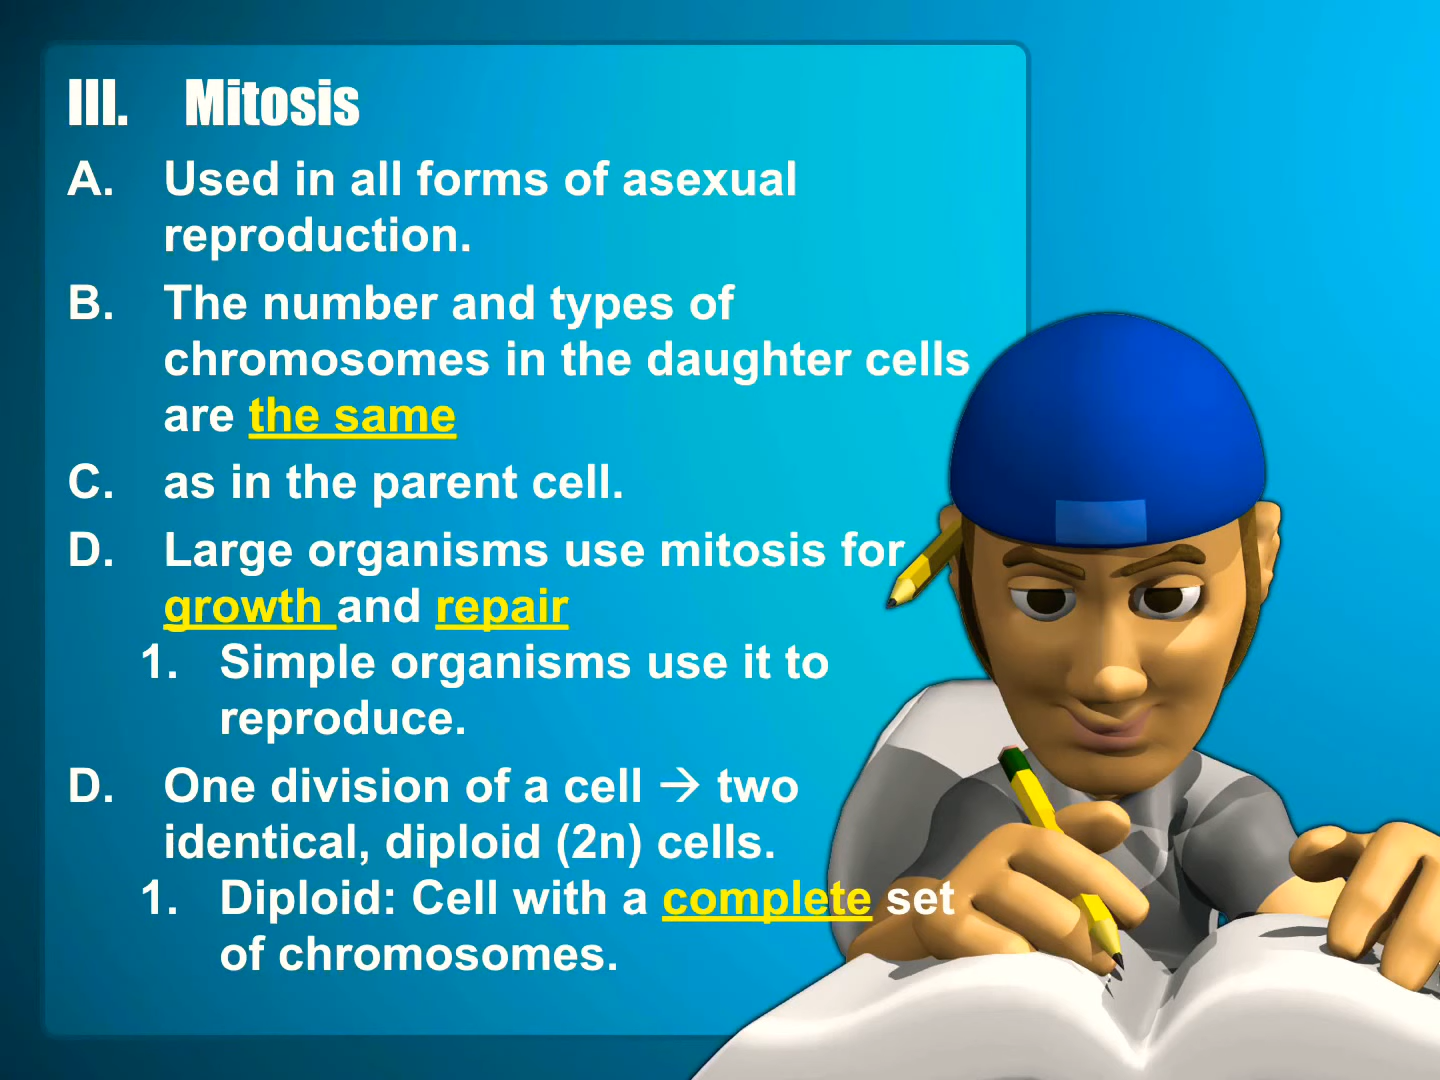 III. Mitosis
A. Used in all forms of asexual
reproduction.
B. The number and types of
chromosomes in the daughter cells
are the same
C. as in the parent cell.
D. Large organisms use mitosis for
growth and repair
1. Simple organisms use it to
reproduce.
D. One division of a cell → two
identical, diploid (2n) cells.
1. Diploid: Cell with a complete set
of chromosomes.